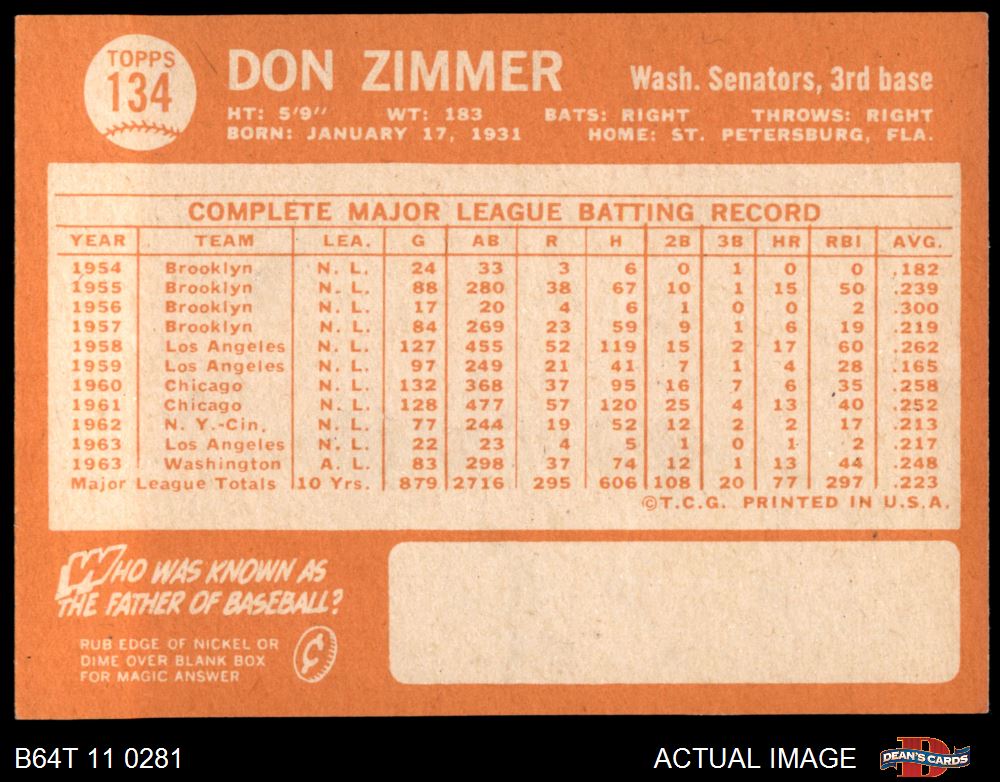 TOPPS
134
DON ZIMMER
Wash. Senators, 3rd base
HT: 5'9" WT: 183 BATS: RIGHT THROWS: RIGHT
BORN: JANUARY 17, 1931 HOME: ST. PETERSBURG, FLA.
COMPLETE MAJOR LEAGUE BATTING RECORD
YEAR TEAM LEA. G AB R H 2B 3B HR RBI AVG.
1954 Brooklyn N. L. 24 33 3 6 0 1 0 0 .182
1955 Brooklyn N. L. 88 280 38 67 10 1 15 50 .239
1956 Brooklyn N. L. 17 20 4 6 1 0 0 2 .300
1957 Brooklyn N. L. 84 269 23 59 9 1 6 19 .219
1958 Los Angeles N. L. 127 455 52 119 15 2 17 60 .262
1959 Los Angeles N. L. 97 249 21 41 7 1 4 28 .165
1960 Chicago N. L. 132 368 37 95 16 7 6 35 .258
1961 Chicago N. L. 128 477 57 120 25 4 13 40 .252
1962 N. Y.-Cin. N. L. 77 244 19 52 12 2 2 17 .213
1963 Los Angeles N. L. 22 23 4 5 1 0 1 2 .217
1963 Washington A. L. 83 298 37 74 12 1 13 44 .248
Major League Totals 10 Yrs. 879 2716 295 606 108 20 77 297 .223
©T.C.G. PRINTED IN U.S.A.
WHO WAS KNOWN AS
THE FATHER OF BASEBALL?
RUB EDGE OF NICKEL OR
DIME OVER BLANK BOX
FOR MAGIC ANSWER
¢
B64T 11 0281
ACTUAL IMAGE
DEAN'S CARDS